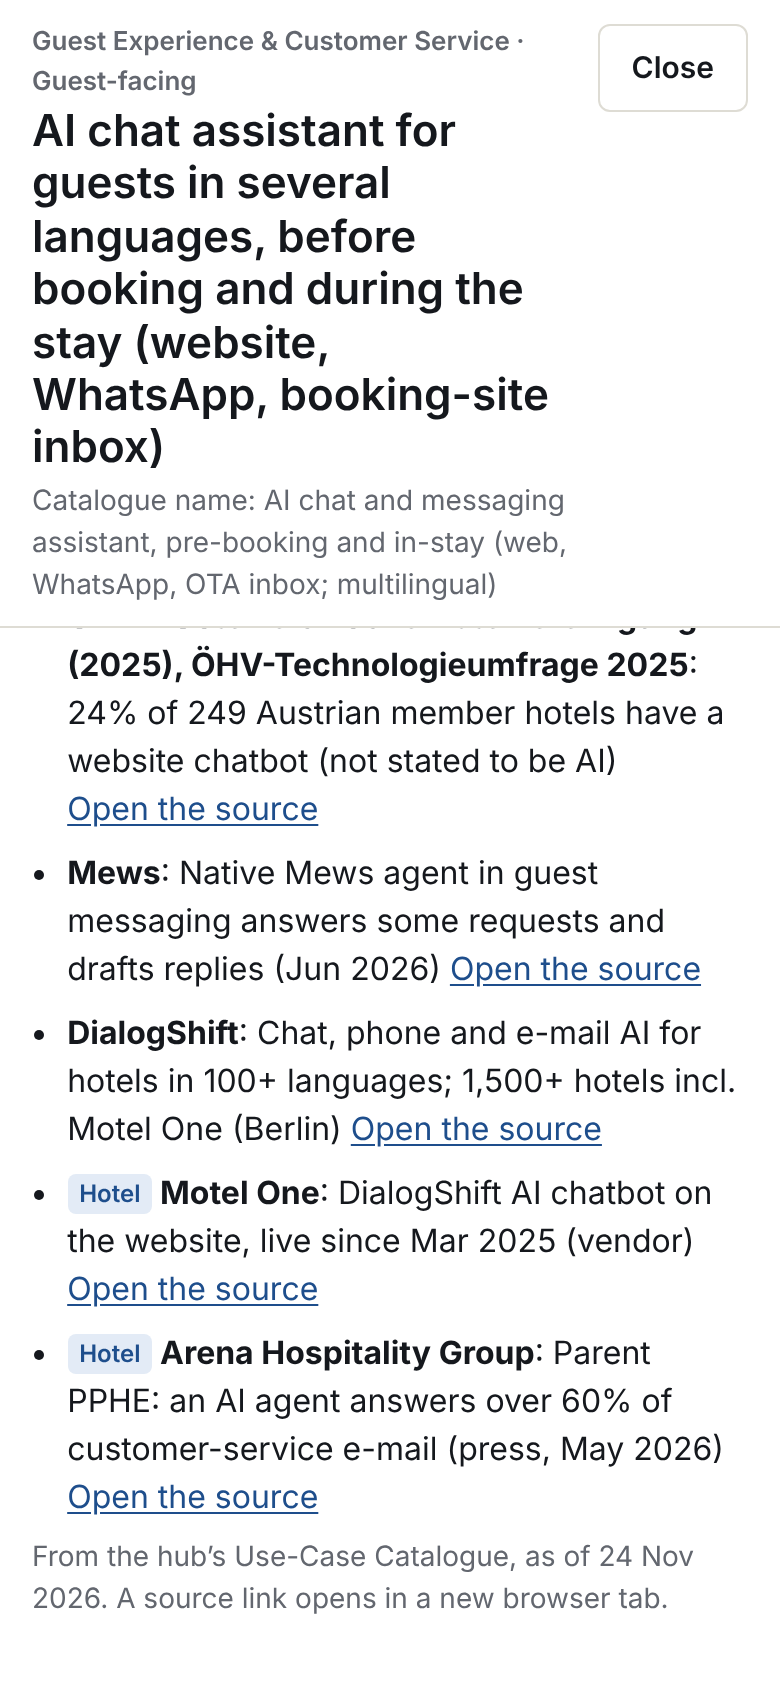 Guest Experience & Customer Service ·
Guest-facing
Close
AI chat assistant for
guests in several
languages, before
booking and during the
stay (website,
WhatsApp, booking-site
inbox)
Catalogue name: AI chat and messaging
assistant, pre-booking and in-stay (web,
WhatsApp, OTA inbox; multilingual)
(2025), ÖHV-Technologieumfrage 2025:
24% of 249 Austrian member hotels have a
website chatbot (not stated to be AI)
Open the source
• Mews: Native Mews agent in guest
messaging answers some requests and
drafts replies (Jun 2026) Open the source
• DialogShift: Chat, phone and e-mail AI for
hotels in 100+ languages; 1,500+ hotels incl.
Motel One (Berlin) Open the source
• Hotel Motel One: DialogShift AI chatbot on
the website, live since Mar 2025 (vendor)
Open the source
• Hotel Arena Hospitality Group: Parent
PPHE: an AI agent answers over 60% of
customer-service e-mail (press, May 2026)
Open the source
From the hub’s Use-Case Catalogue, as of 24 Nov
2026. A source link opens in a new browser tab.